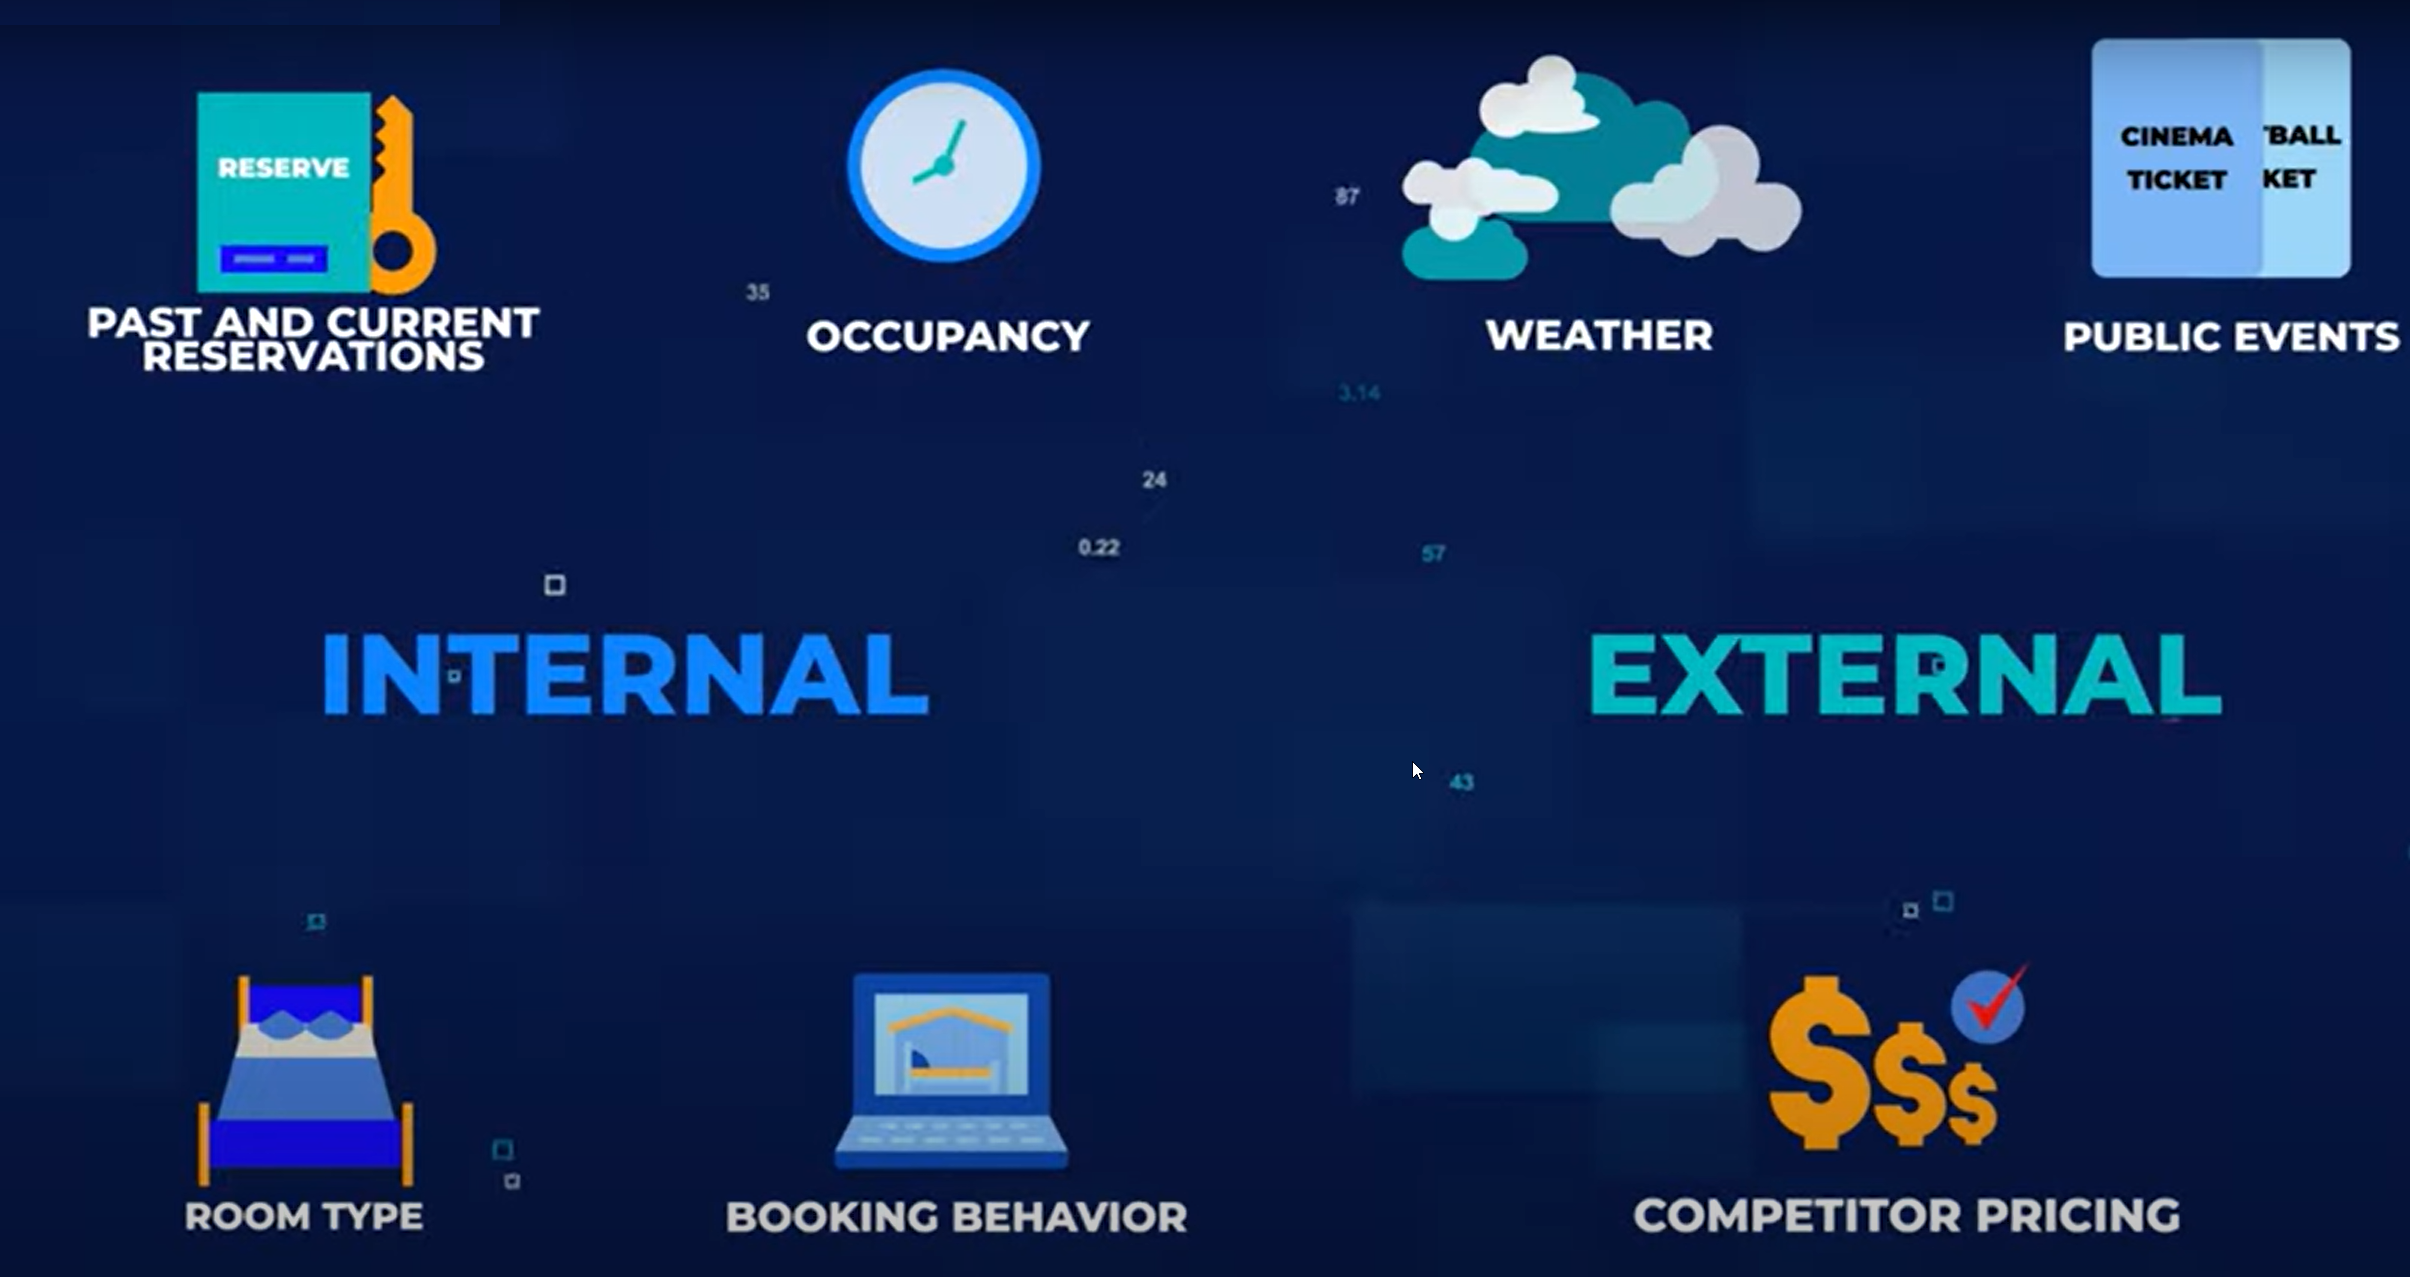 RESERVE
PAST AND CURRENT
RESERVATIONS
35
OCCUPANCY
87
WEATHER
CINEMA
TICKET
TBALL
KET
PUBLIC EVENTS
3.14
24
0.22
57
INTERNAL
EXTERNAL
43
ROOM TYPE
BOOKING BEHAVIOR
$$$
COMPETITOR PRICING